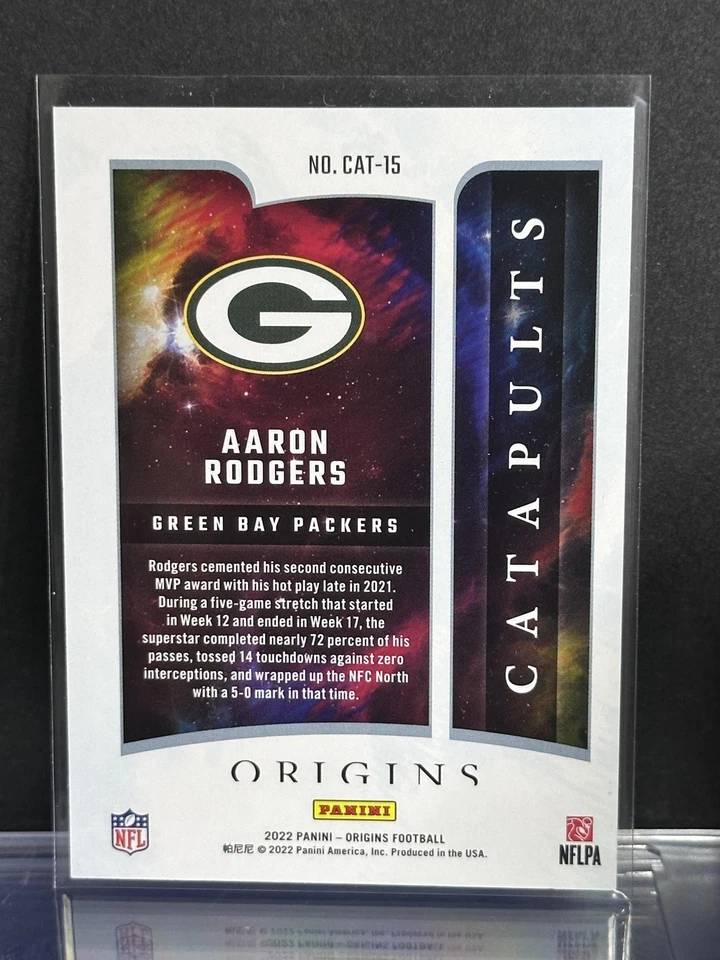 NO. CAT-15
G
AARON
RODGERS
GREEN BAY PACKERS
Rodgers cemented his second consecutive
MVP award with his hot play late in 2021.
During a five-game stretch that started
in Week 12 and ended in Week 17, the
superstar completed nearly 72 percent of his
passes, tossed 14 touchdowns against zero
interceptions, and wrapped up the NFC North
with a 5-0 mark in that time.
CATAPULTS
ORIGINS
PANINI
NFL
2022 PANINI – ORIGINS FOOTBALL
帕尼尼 © 2022 Panini America, Inc. Produced in the USA.
NFLPA